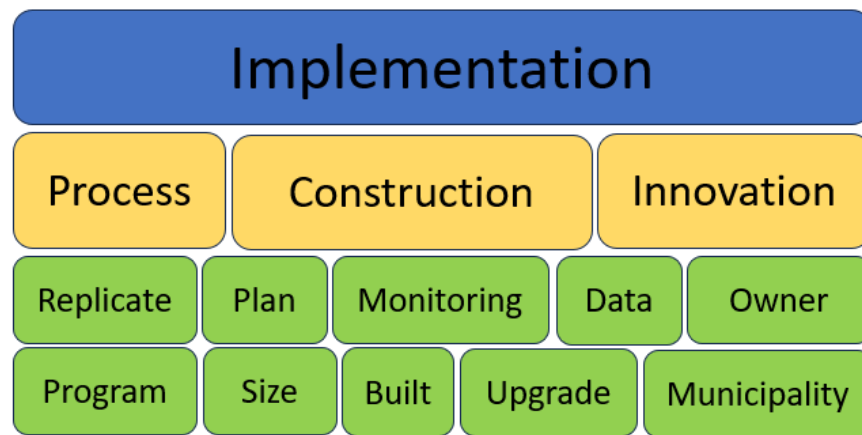 Implementation
Process Construction Innovation
Replicate Plan Monitoring Data Owner
Program Size Built Upgrade Municipality